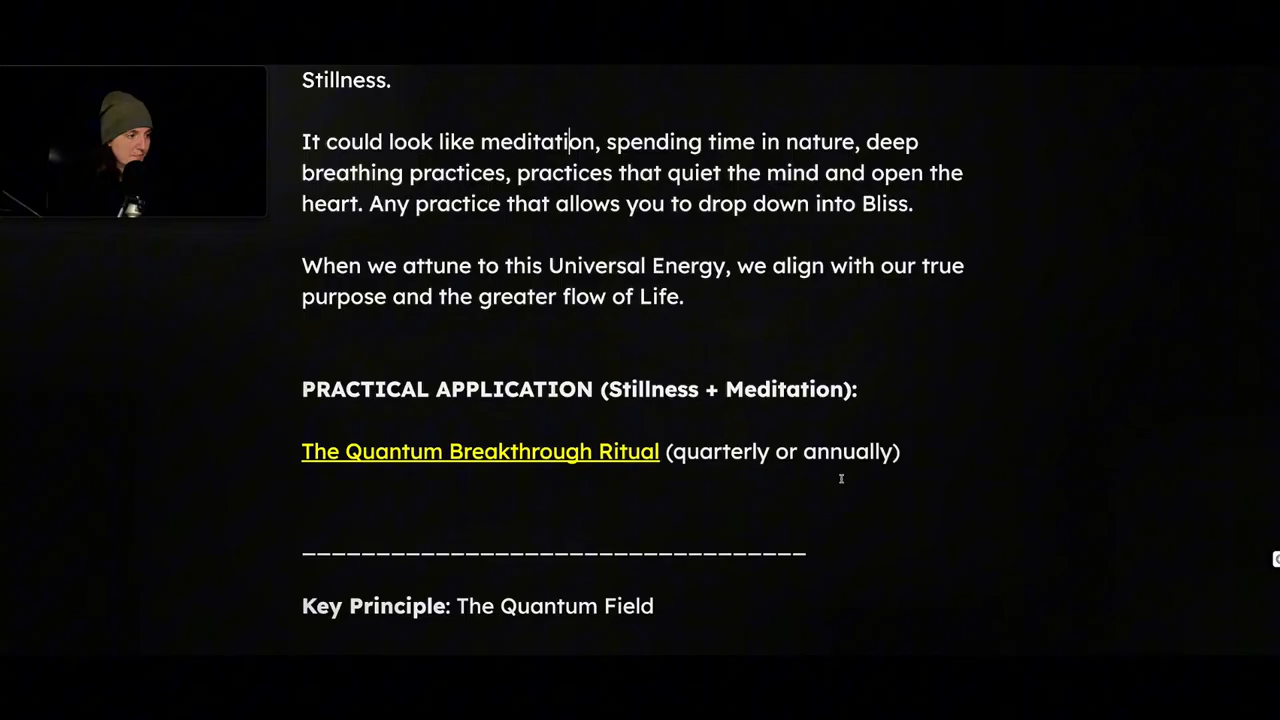 Stillness.
It could look like meditation, spending time in nature, deep
breathing practices, practices that quiet the mind and open the
heart. Any practice that allows you to drop down into Bliss.
When we attune to this Universal Energy, we align with our true
purpose and the greater flow of Life.
PRACTICAL APPLICATION (Stillness + Meditation):
The Quantum Breakthrough Ritual (quarterly or annually)
__________________________________
Key Principle: The Quantum Field